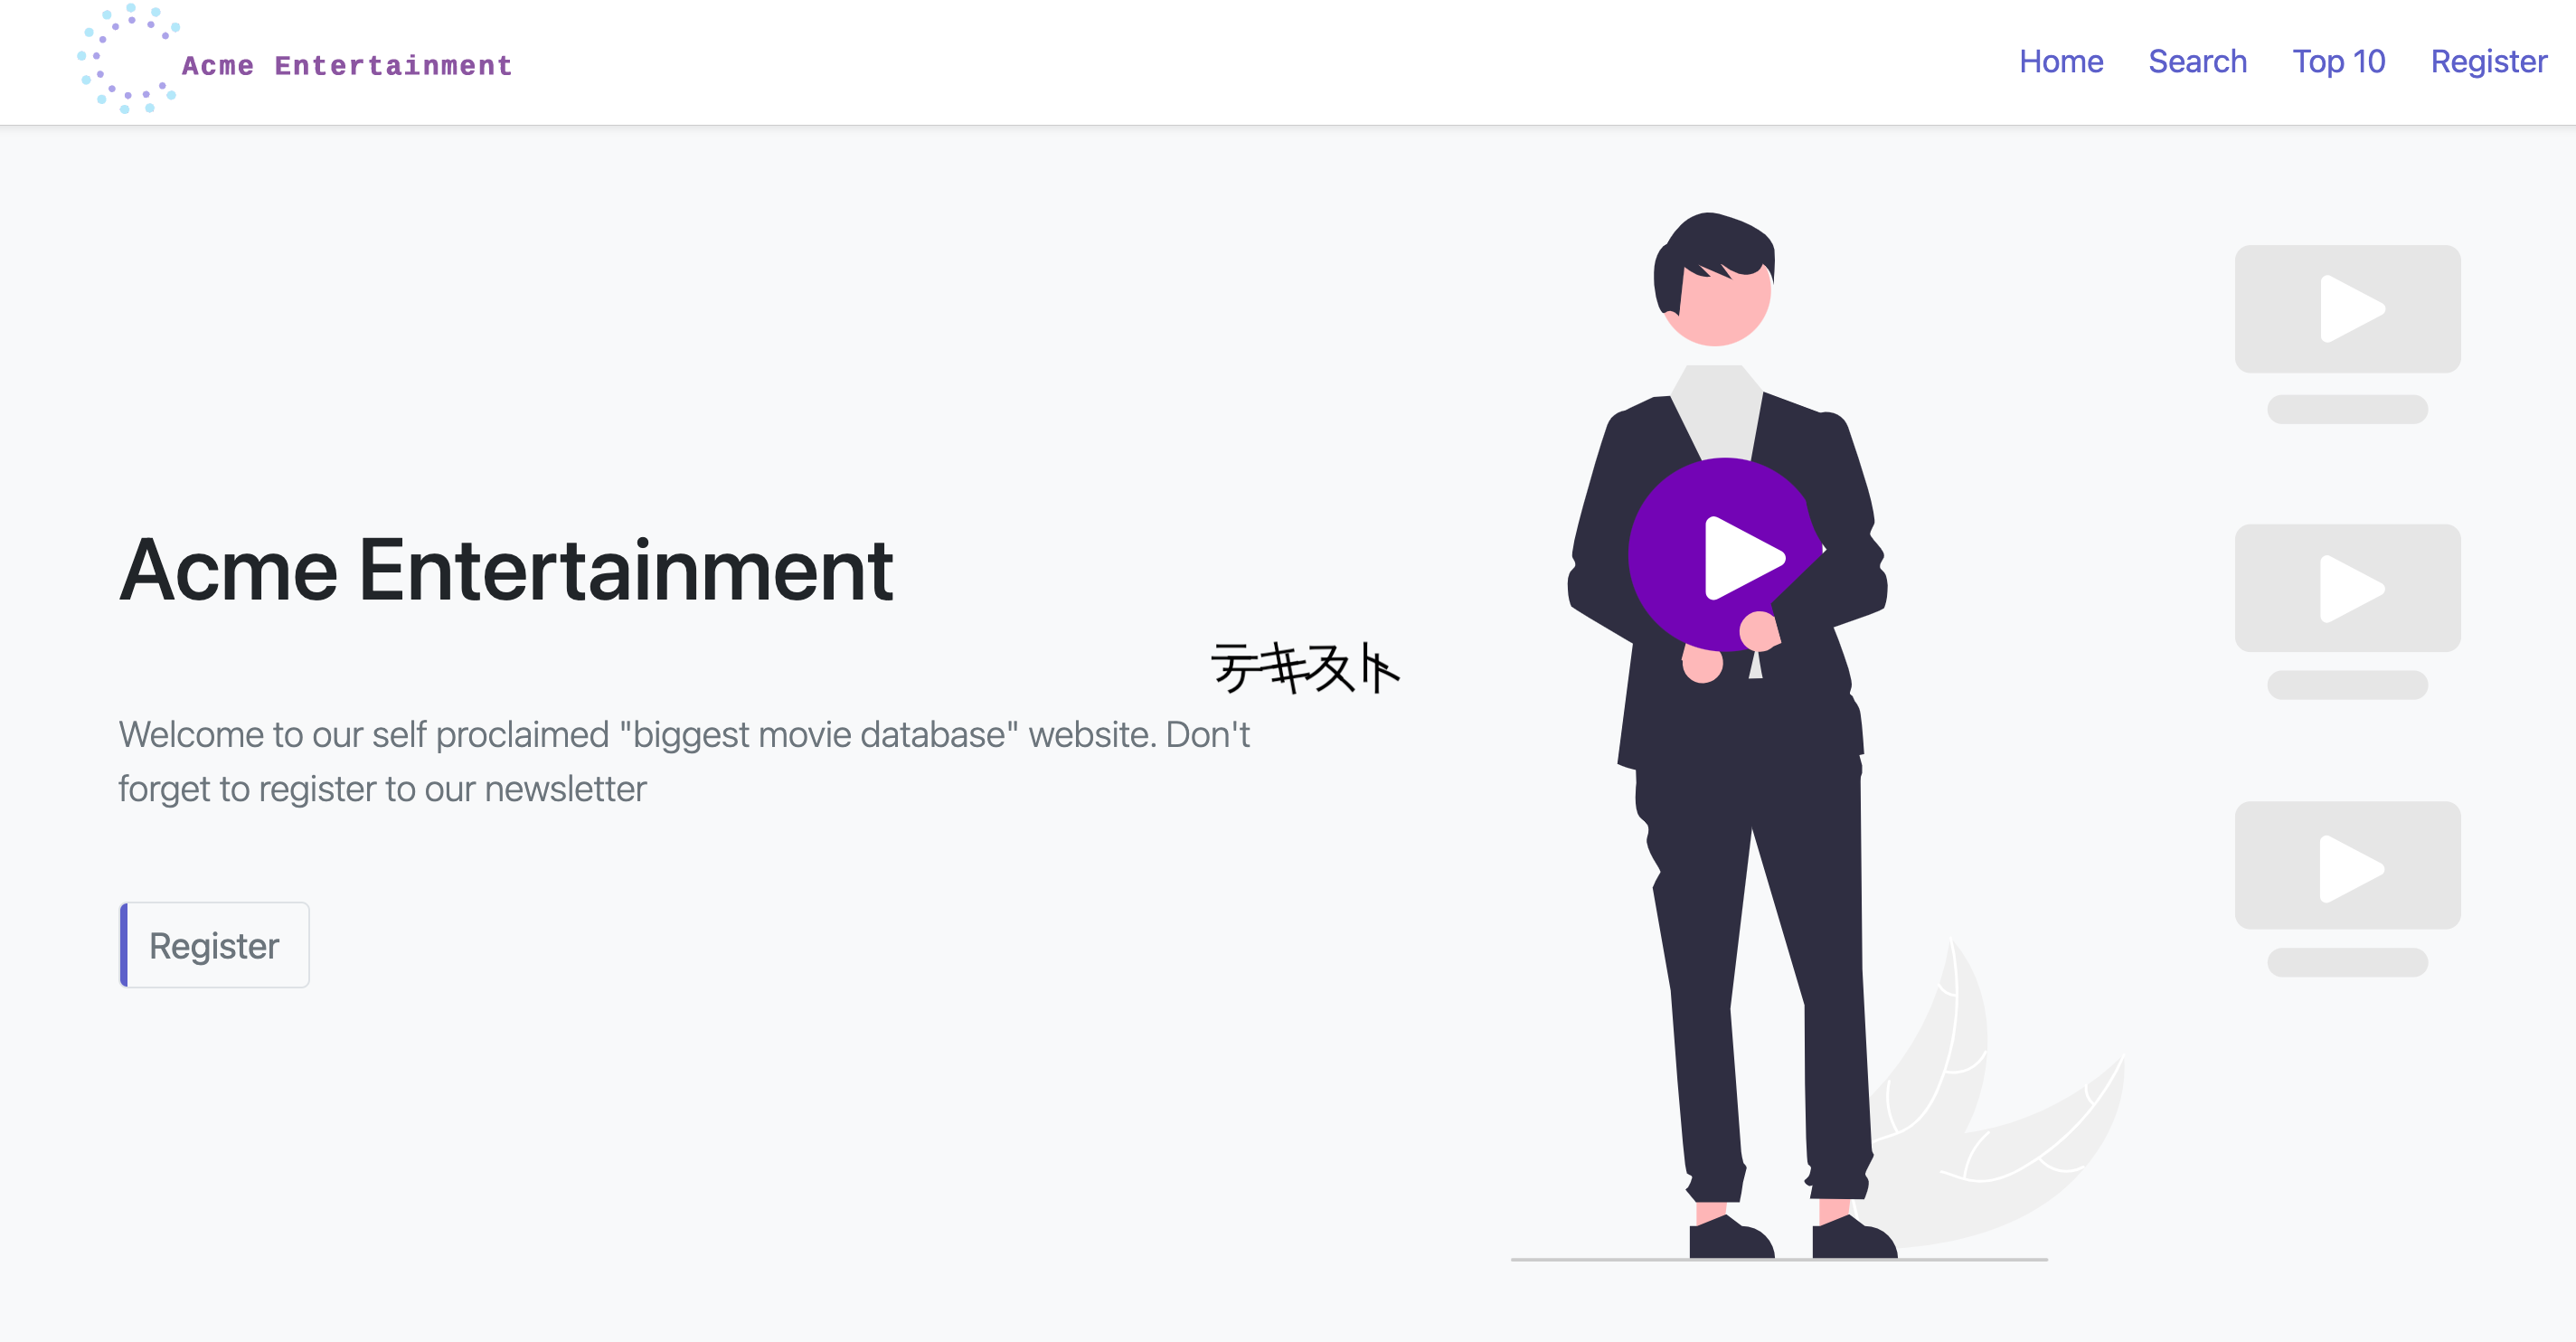 Acme Entertainment
Home Search Top 10 Register
Acme Entertainment
テキスト
Welcome to our self proclaimed "biggest movie database" website. Don't
forget to register to our newsletter
Register